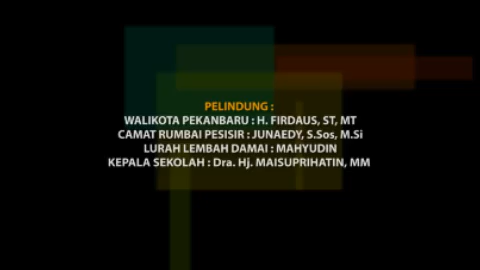 PELINDUNG :
WALIKOTA PEKANBARU : H. FIRDAUS, ST, MT
CAMAT RUMBAI PESISIR : JUNAEDY, S.Sos, M.Si
LURAH LEMBAH DAMAI : MAHYUDIN
KEPALA SEKOLAH : Dra. Hj. MAISUPRIHATIN, MM